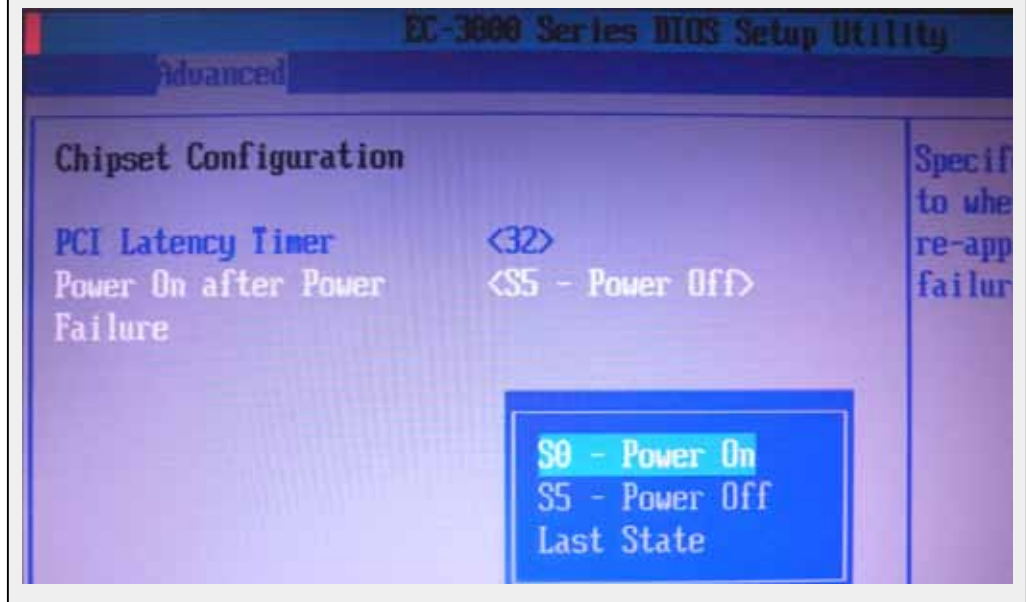 EC-3000 Series BIOS Setup Utility
Advanced
Chipset Configuration
PCI Latency Timer <32>
Power On after Power Failure <S5 - Power Off>
Specif
to whe
re-app
failur
S0 - Power On
S5 - Power Off
Last State